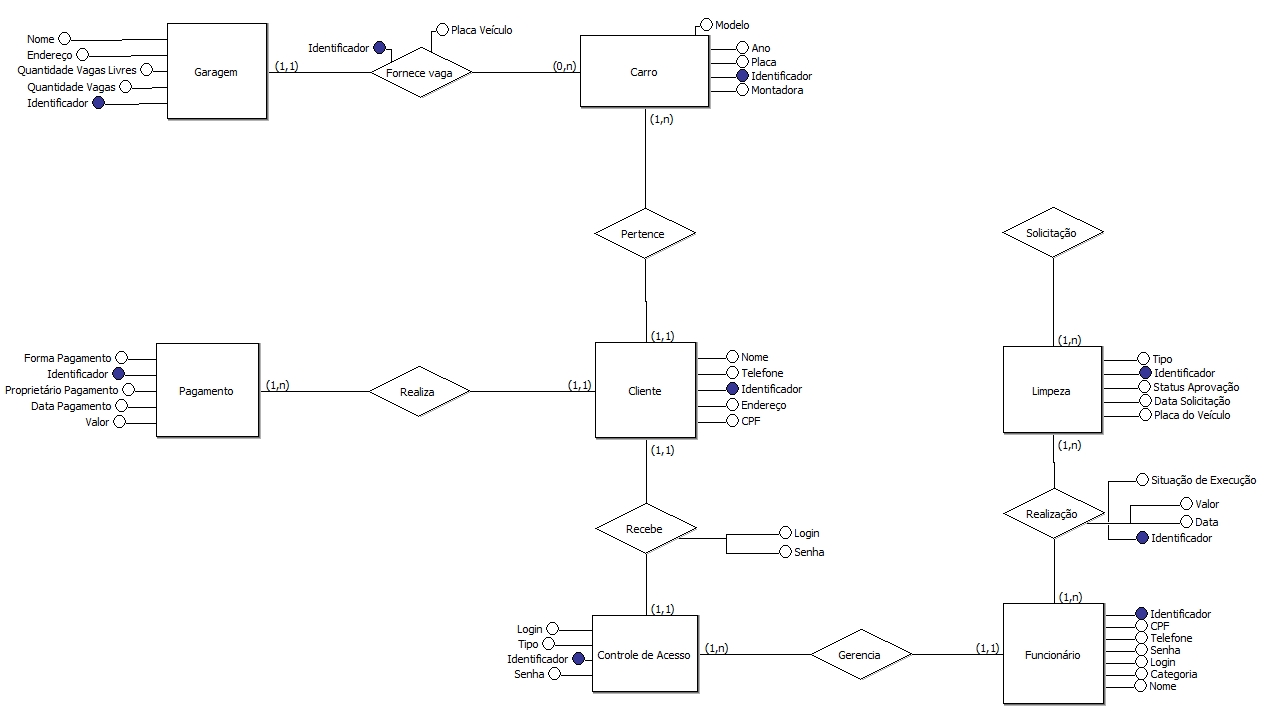 Nome
Endereço
Quantidade Vagas Livres
Quantidade Vagas
Identificador
Garagem
(1,1)
Identificador
Placa Veículo
Fornece vaga
(0,n)
Carro
Modelo
Ano
Placa
Identificador
Montadora
(1,n)
Pertence
(1,1)
Solicitação
(1,n)
Forma Pagamento
Identificador
Proprietário Pagamento
Data Pagamento
Valor
Pagamento
(1,n)
Realiza
(1,1)
Cliente
Nome
Telefone
Identificador
Endereço
CPF
(1,1)
Limpeza
Tipo
Identificador
Status Aprovação
Data Solicitação
Placa do Veículo
(1,n)
Recebe
Login
Senha
(1,1)
Realização
Situação de Execução
Valor
Data
Identificador
(1,n)
Login
Tipo
Identificador
Senha
Controle de Acesso
(1,n)
Gerencia
(1,1)
Funcionário
Identificador
CPF
Telefone
Senha
Login
Categoria
Nome